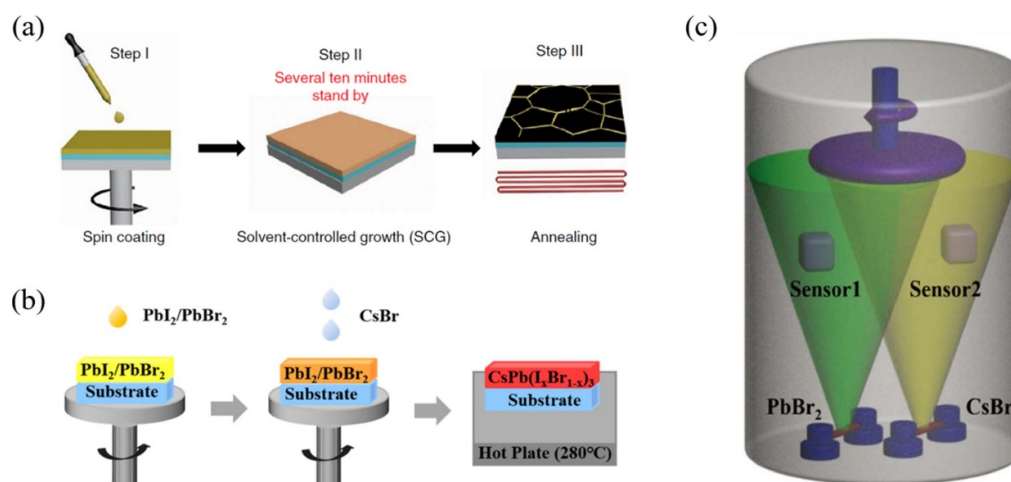 (a)
Step I
Spin coating
Step II
Several ten minutes
stand by
Solvent-controlled growth (SCG)
Step III
Annealing
(b)
PbI₂/PbBr₂
PbI₂/PbBr₂
Substrate
CsBr
PbI₂/PbBr₂
Substrate
CsPb(IₓBr₁₋ₓ)₃
Substrate
Hot Plate (280℃)
(c)
Sensor1
Sensor2
PbBr₂
CsBr